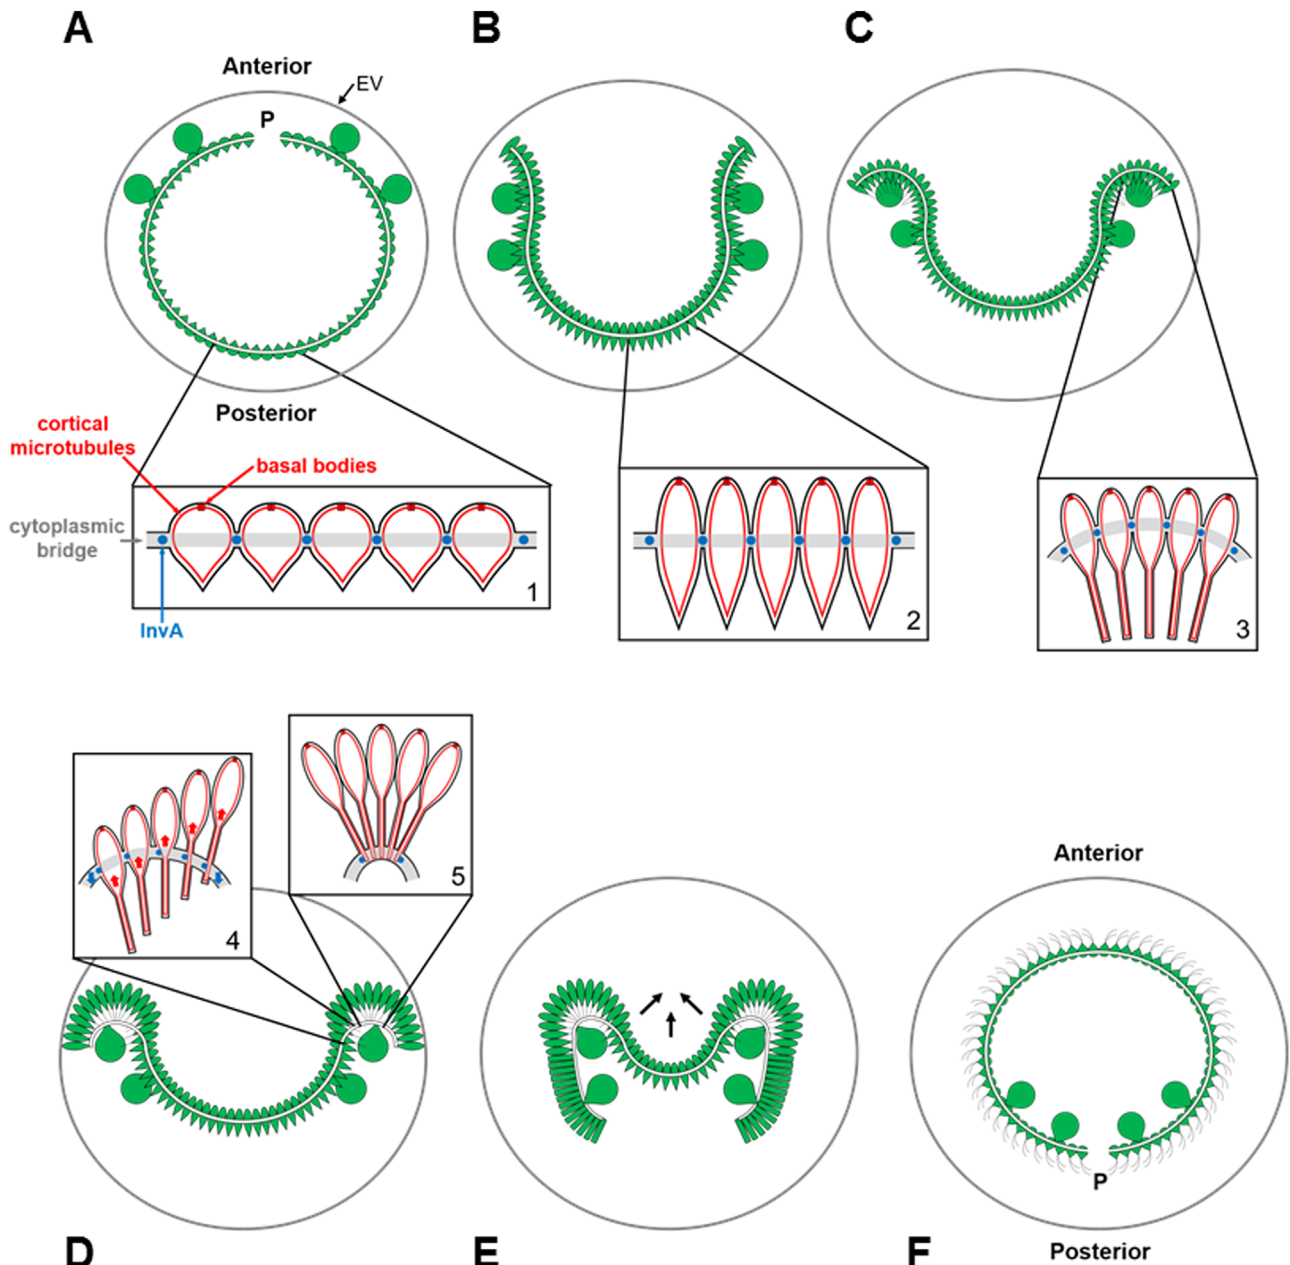 A
B
C
Anterior
EV
P
Posterior
cortical
microtubules
basal bodies
cytoplasmic
bridge
InvA
1
2
3
4
5
Anterior
P
D
E
F
Posterior